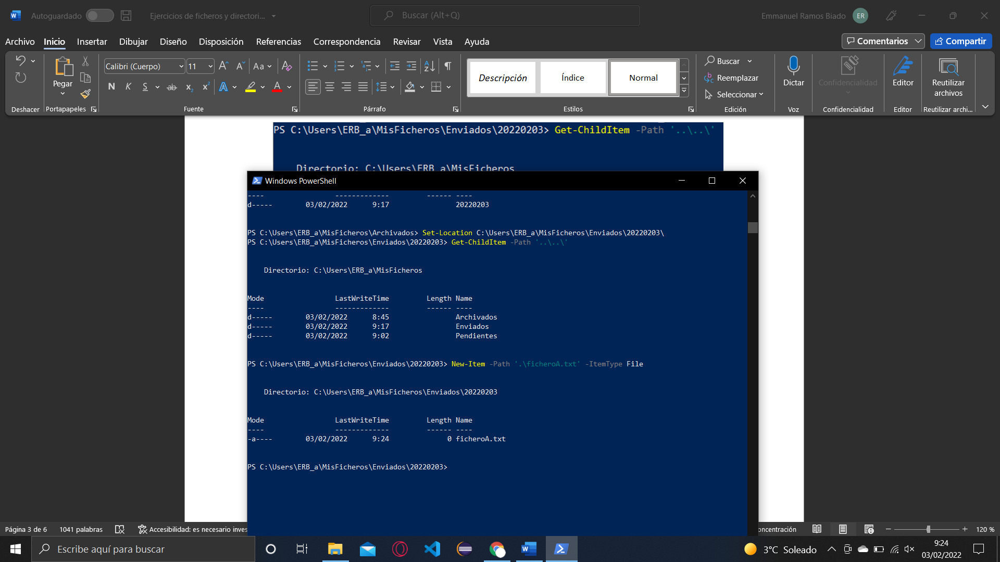 Autoguardado
Ejercicios de ficheros y directori...
Buscar (Alt+Q)
Emmanuel Ramos Biado
ER
Archivo Inicio Insertar Dibujar Diseño Disposición Referencias Correspondencia Revisar Vista Ayuda
Comentarios
Compartir
Pegar
Calibri (Cuerpo) 11
Descripción Índice Normal
Buscar
Reemplazar
Seleccionar
Dictar
Confidencialidad
Editor
Reutilizar archivos
Deshacer Portapapeles Fuente Párrafo Estilos Edición Voz Confidencialidad Editor Reutilizar archi...
PS C:\Users\ERB_a\MisFicheros\Enviados\20220203> Get-ChildItem -Path '..\..\'
Directorio: C:\Users\ERB_a\MisFicheros
Windows PowerShell
---- ------------- ------ ----
d----- 03/02/2022 9:17 20220203
PS C:\Users\ERB_a\MisFicheros\Archivados> Set-Location C:\Users\ERB_a\MisFicheros\Enviados\20220203\
PS C:\Users\ERB_a\MisFicheros\Enviados\20220203> Get-ChildItem -Path '..\..\'
Directorio: C:\Users\ERB_a\MisFicheros
Mode LastWriteTime Length Name
---- ------------- ------ ----
d----- 03/02/2022 8:45 Archivados
d----- 03/02/2022 9:17 Enviados
d----- 03/02/2022 9:02 Pendientes
PS C:\Users\ERB_a\MisFicheros\Enviados\20220203> New-Item -Path '.\ficheroA.txt' -ItemType File
Directorio: C:\Users\ERB_a\MisFicheros\Enviados\20220203
Mode LastWriteTime Length Name
---- ------------- ------ ----
-a---- 03/02/2022 9:24 0 ficheroA.txt
PS C:\Users\ERB_a\MisFicheros\Enviados\20220203>
Página 3 de 6 1041 palabras Accesibilidad: es necesario inves
oncentración 120 %
Escribe aquí para buscar
3°C Soleado
9:24
03/02/2022